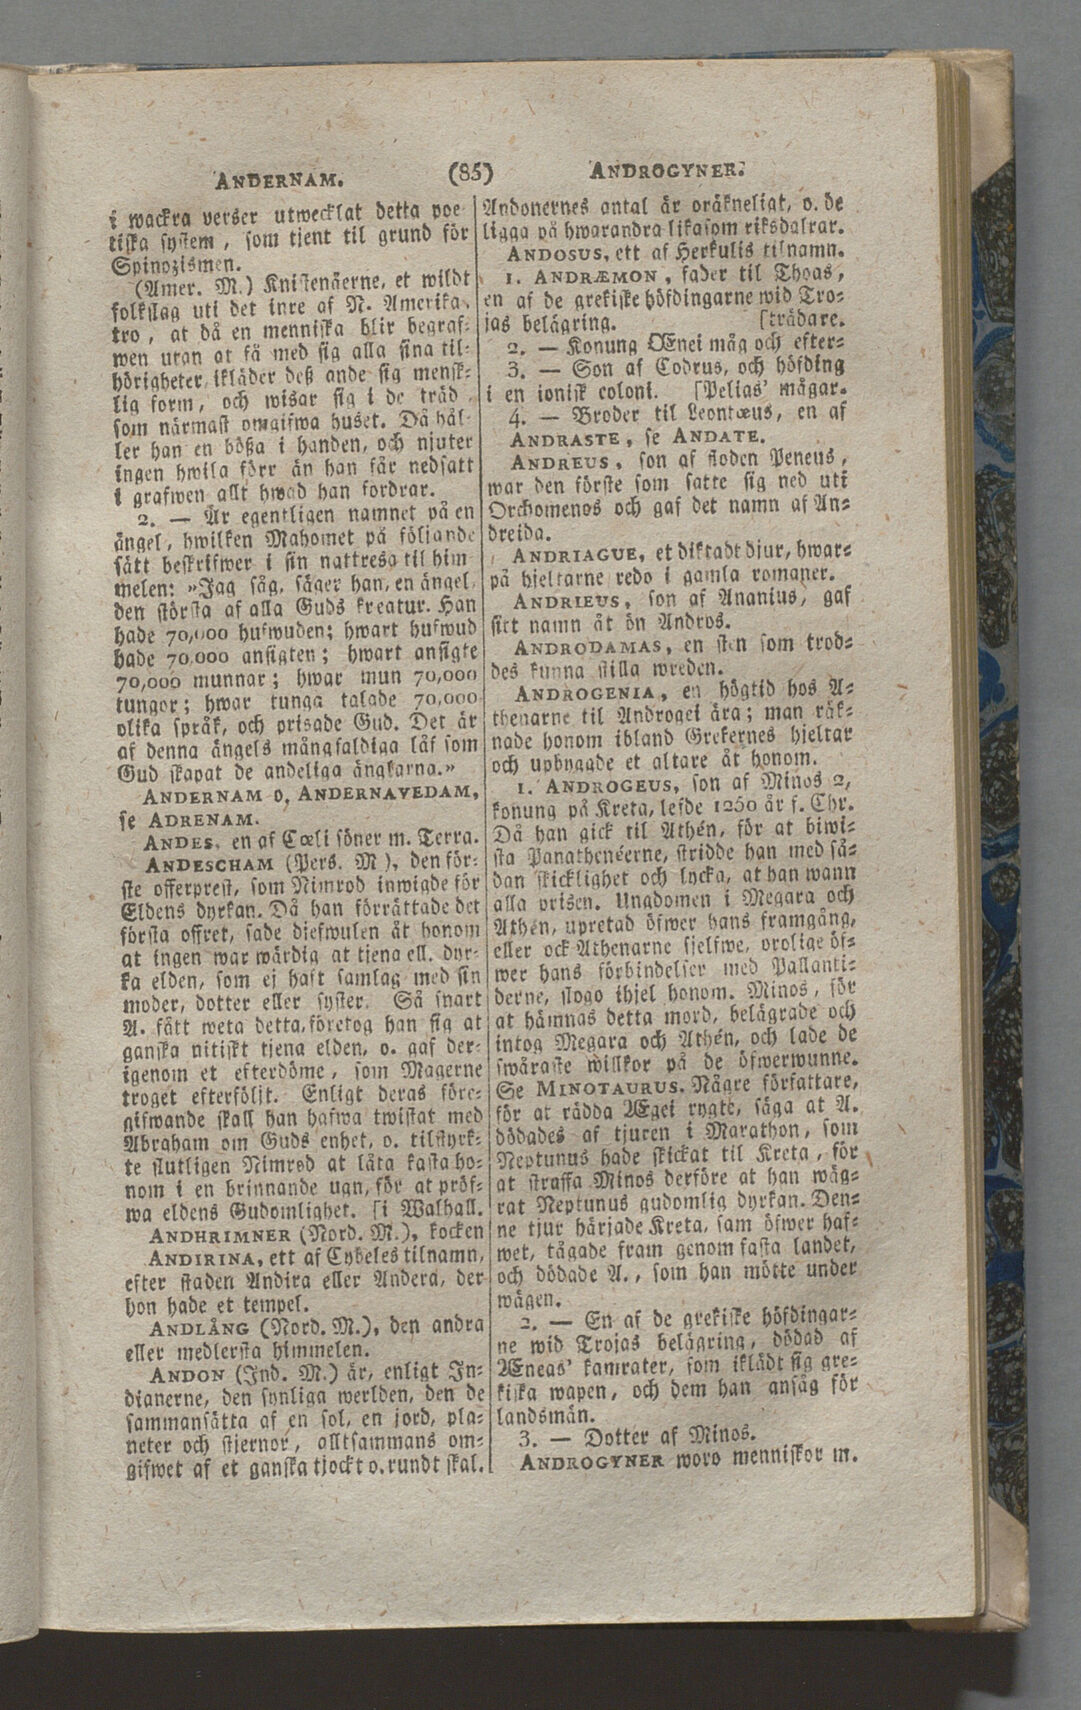 ANDERNAM. (85) ANDROGYNER.
i wackra verser utwecklat detta poe-
tiska system, som tjent til grund för
Spinozismen.
(Amer. M.) Knistenäerne, et wildt
folkslag uti det inre af N. Amerika,
tro, at då en menniska blir begraf-
wen utan at få med sig alla sina til-
hörigheter, ikläder deß ande sig mensk-
lig form, och wisar sig i de träd,
som närmast omgifwa huset. Då hål-
ler han en bößa i handen, och njuter
ingen hwila förr än han får nedsatt
i grafwen allt hwad han fordrar.
2. — Är egentligen namnet på en
ängel, hwilken Mahomet på följande
sätt beskrifwer i sin nattresa til him-
melen: »Jag såg, säger han, en ängel,
den största af alla Guds kreatur. Han
hade 70,000 hufwuden; hwart hufwud
hade 70,000 ansigten; hwart ansigte
70,000 munnar; hwar mun 70,000
tungor; hwar tunga talade 70,000
olika språk, och prisade Gud. Det är
af denna ängels mångfaldiga låf som
Gud skapat de andeliga änglarna.»
ANDERNAM o. ANDERNAVEDAM,
se ADRENAM.
ANDES, en af Cœli söner m. Terra.
ANDESCHAM (Pers. M.), den för-
ste offerprest, som Nimrod inwigde för
Eldens dyrkan. Då han förrättade det
första offret, sade djefwulen åt honom
at ingen war wärdig at tjena ell. dyr-
ka elden, som ej haft samlag med sin
moder, dotter eller syster. Så snart
A. fått weta detta, företog han sig at
ganska nitiskt tjena elden, o. gaf der-
igenom et efterdöme, som Magerne
troget efterföljt. Enligt deras före-
gifwande skall han hafwa twistat med
Abraham om Guds enhet, o. tilstyrk-
te slutligen Nimrod at låta kasta ho-
nom i en brinnande ugn, för at pröf-
wa eldens Gudomlighet. [i Walhall.
ANDHRIMNER (Nord. M.), kocken
ANDIRINA, ett af Cybeles tilnamn,
efter staden Andira eller Andera, der
hon hade et tempel.
ANDLÅNG (Nord. M.), den andra
eller medlersta himmelen.
ANDON (Ind. M.) är, enligt In-
dianerne, den synliga werlden, den de
sammansätta af en sol, en jord, pla-
neter och stjernor, alltsammans om-
gifwet af et ganska tjockt o. rundt skal.
Andonernes antal är oräkneligt, o. de
ligga på hwarandra likasom riksdalrar.
ANDOSUS, ett af Herkulis tilnamn.
1. ANDRÆMON, fader til Thoas,
en af de grekiske höfdingarne wid Tro-
jas belägring. [trädare.
2. — Konung Œnei måg och efter-
3. — Son af Codrus, och höfding
i en ionisk coloni. [Pelias' mågar.
4. — Broder til Leontœus, en af
ANDRASTE, se ANDATE.
ANDREUS, son af floden Peneus,
war den förste som satte sig ned uti
Orchomenos och gaf det namn af An-
dreida.
ANDRIAGUE, et diktadt djur, hwar-
på hjeltarne redo i gamla romaner.
ANDRIEUS, son af Ananius, gaf
sitt namn åt ön Andros.
ANDRODAMAS, en sten som trod-
des kunna stilla wreden.
ANDROGENIA, en högtid hos A-
thenarne til Androgei ära; man räk-
nade honom ibland Grekernes hjeltar
och upbyggde et altare åt honom.
1. ANDROGEUS, son af Minos 2,
konung på Kreta, lefde 1250 år f. Chr.
Då han gick til Athén, för at biwi-
sta Panathenéerne, stridde han med så-
dan skicklighet och lycka, at han wann
alla prisen. Ungdomen i Megara och
Athén, upretad öfwer hans framgång,
eller ock Athenarne sjelfwe, orolige öf-
wer hans förbindelser med Pallanti-
derne, slogo ihjel honom. Minos, för
at hämnas detta mord, belägrade och
intog Megara och Athén, och lade de
swåraste willkor på de öfwerwunne.
Se MINOTAURUS. Någre författare,
för at rädda Ægei rygte, säga at A.
dödades af tjuren i Marathon, som
Neptunus hade skickat til Kreta, för
at straffa Minos derföre at han wäg-
rat Neptunus gudomlig dyrkan. Den-
ne tjur härjade Kreta, sam öfwer haf-
wet, tågade fram genom fasta landet,
och dödade A., som han mötte under
wägen.
2. — En af de grekiske höfdingar-
ne wid Trojas belägring, dödad af
Æneas' kamrater, som iklädt sig gre-
kiska wapen, och dem han ansåg för
landsmän.
3. — Dotter af Minos.
ANDROGYNER woro menniskor m.